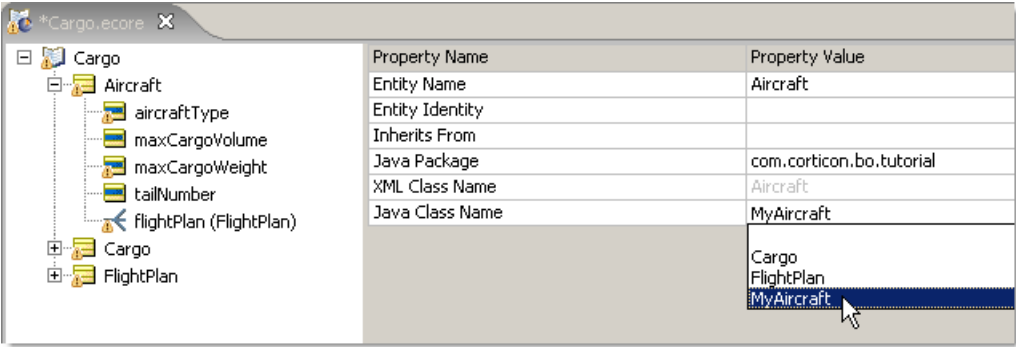 *Cargo.ecore
Cargo
Aircraft
aircraftType
maxCargoVolume
maxCargoWeight
tailNumber
flightPlan (FlightPlan)
Cargo
FlightPlan
Property Name Property Value
Entity Name Aircraft
Entity Identity
Inherits From
Java Package com.corticon.bo.tutorial
XML Class Name Aircraft
Java Class Name MyAircraft
Cargo
FlightPlan
MyAircraft